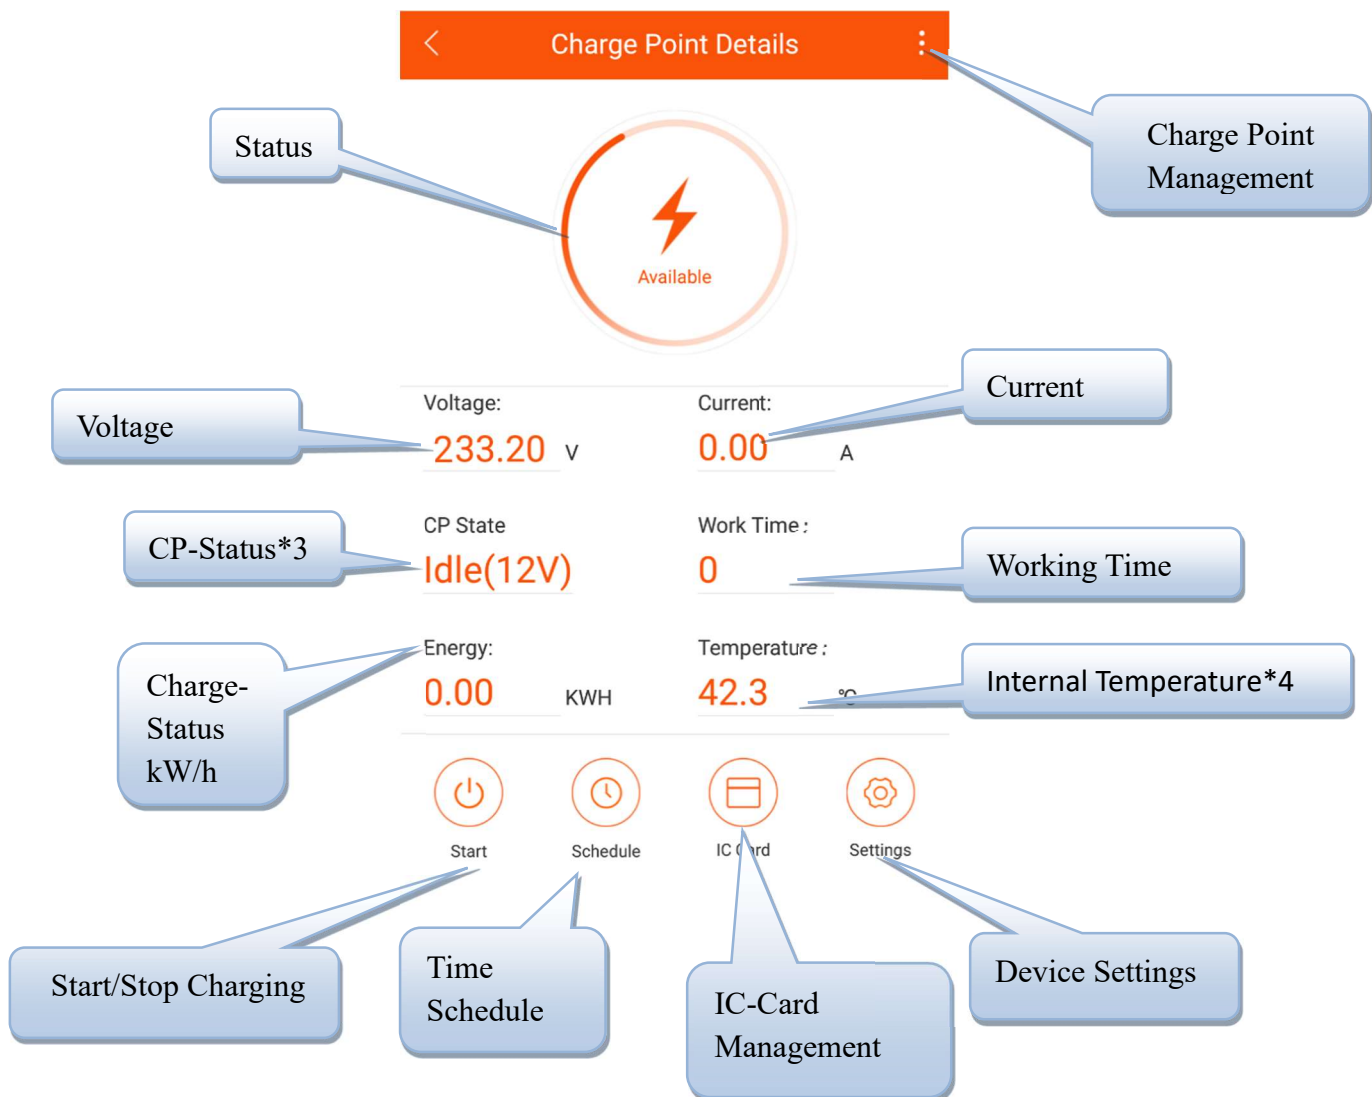 Charge Point Details
Charge Point
Management
Status
Available
Current
Voltage:
Current:
Voltage
233.20 V
0.00 A
CP State
Work Time :
CP-Status*3
Idle(12V)
0
Working Time
Energy:
Temperature :
Charge-
Status
kW/h
0.00 KWH
42.3 °C
Internal Temperature*4
Start
Schedule
IC Card
Settings
Start/Stop Charging
Time
Schedule
IC-Card
Management
Device Settings